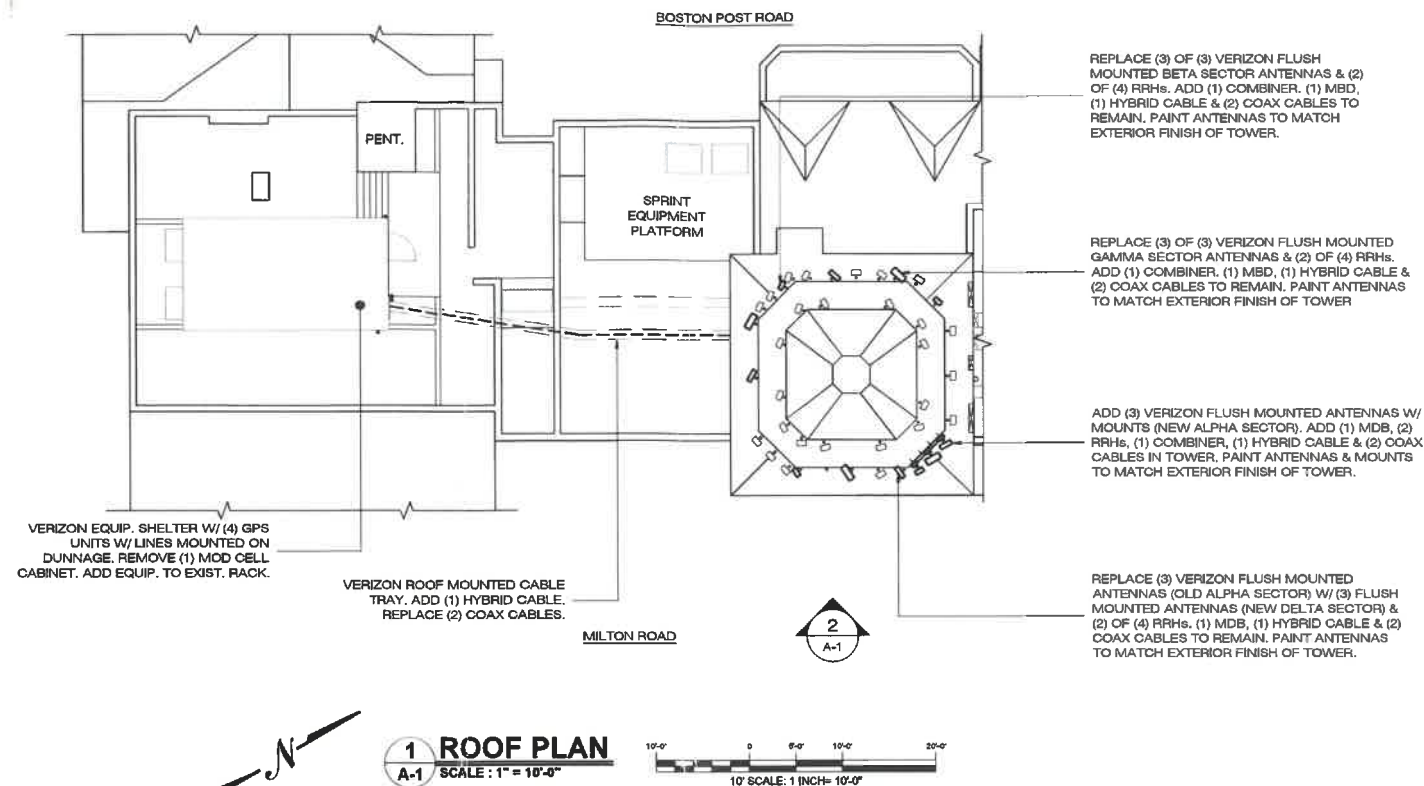 BOSTON POST ROAD
REPLACE (3) OF (3) VERIZON FLUSH
MOUNTED BETA SECTOR ANTENNAS & (2)
OF (4) RRHs. ADD (1) COMBINER. (1) MBD,
(1) HYBRID CABLE & (2) COAX CABLES TO
REMAIN. PAINT ANTENNAS TO MATCH
EXTERIOR FINISH OF TOWER.
PENT.
SPRINT
EQUIPMENT
PLATFORM
REPLACE (3) OF (3) VERIZON FLUSH MOUNTED
GAMMA SECTOR ANTENNAS & (2) OF (4) RRHs.
ADD (1) COMBINER. (1) MBD, (1) HYBRID CABLE &
(2) COAX CABLES TO REMAIN. PAINT ANTENNAS
TO MATCH EXTERIOR FINISH OF TOWER
ADD (3) VERIZON FLUSH MOUNTED ANTENNAS W/
MOUNTS (NEW ALPHA SECTOR). ADD (1) MDB, (2)
RRHs, (1) COMBINER, (1) HYBRID CABLE & (2) COAX
CABLES IN TOWER. PAINT ANTENNAS & MOUNTS
TO MATCH EXTERIOR FINISH OF TOWER.
VERIZON EQUIP. SHELTER W/ (4) GPS
UNITS W/ LINES MOUNTED ON
DUNNAGE. REMOVE (1) MOD CELL
CABINET. ADD EQUIP. TO EXIST. RACK.
VERIZON ROOF MOUNTED CABLE
TRAY. ADD (1) HYBRID CABLE.
REPLACE (2) COAX CABLES.
MILTON ROAD
2
A-1
REPLACE (3) VERIZON FLUSH MOUNTED
ANTENNAS (OLD ALPHA SECTOR) W/ (3) FLUSH
MOUNTED ANTENNAS (NEW DELTA SECTOR) &
(2) OF (4) RRHs. (1) MDB, (1) HYBRID CABLE & (2)
COAX CABLES TO REMAIN. PAINT ANTENNAS
TO MATCH EXTERIOR FINISH OF TOWER.
N
1
A-1
ROOF PLAN
SCALE : 1" = 10'-0"
10'-0" 0 5'-0" 10'-0" 20'-0"
10' SCALE: 1 INCH= 10'-0"